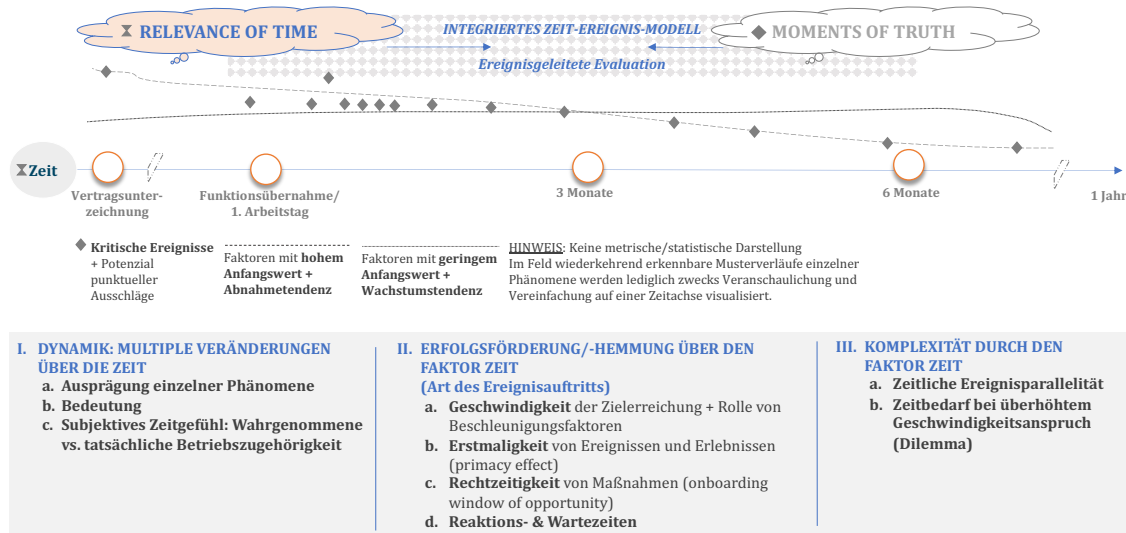 RELEVANCE OF TIME
INTEGRIERTES ZEIT-EREIGNIS-MODELL
MOMENTS OF TRUTH
Ereignisgeleitete Evaluation
Zeit
Vertragsunter-
zeichnung
Funktionsübernahme/
1. Arbeitstag
3 Monate
6 Monate
1 Jahr
Kritische Ereignisse
+ Potenzial
punktueller
Ausschläge
Faktoren mit hohem
Anfangswert +
Abnahmetendenz
Faktoren mit geringem
Anfangswert +
Wachstumstendenz
HINWEIS: Keine metrische/statistische Darstellung
Im Feld wiederkehrend erkennbare Musterverläufe einzelner
Phänomene werden lediglich zwecks Veranschaulichung und
Vereinfachung auf einer Zeitachse visualisiert.
I. DYNAMIK: MULTIPLE VERÄNDERUNGEN
ÜBER DIE ZEIT
a. Ausprägung einzelner Phänomene
b. Bedeutung
c. Subjektives Zeitgefühl: Wahrgenommene
vs. tatsächliche Betriebszugehörigkeit
II. ERFOLGSFÖRDERUNG/-HEMMUNG ÜBER DEN
FAKTOR ZEIT
(Art des Ereignisauftritts)
a. Geschwindigkeit der Zielerreichung + Rolle von
Beschleunigungsfaktoren
b. Erstmaligkeit von Ereignissen und Erlebnissen
(primacy effect)
c. Rechtzeitigkeit von Maßnahmen (onboarding
window of opportunity)
d. Reaktions- & Wartezeiten
III. KOMPLEXITÄT DURCH DEN
FAKTOR ZEIT
a. Zeitliche Ereignisparallelität
b. Zeitbedarf bei überhöhtem
Geschwindigkeitsanspruch
(Dilemma)